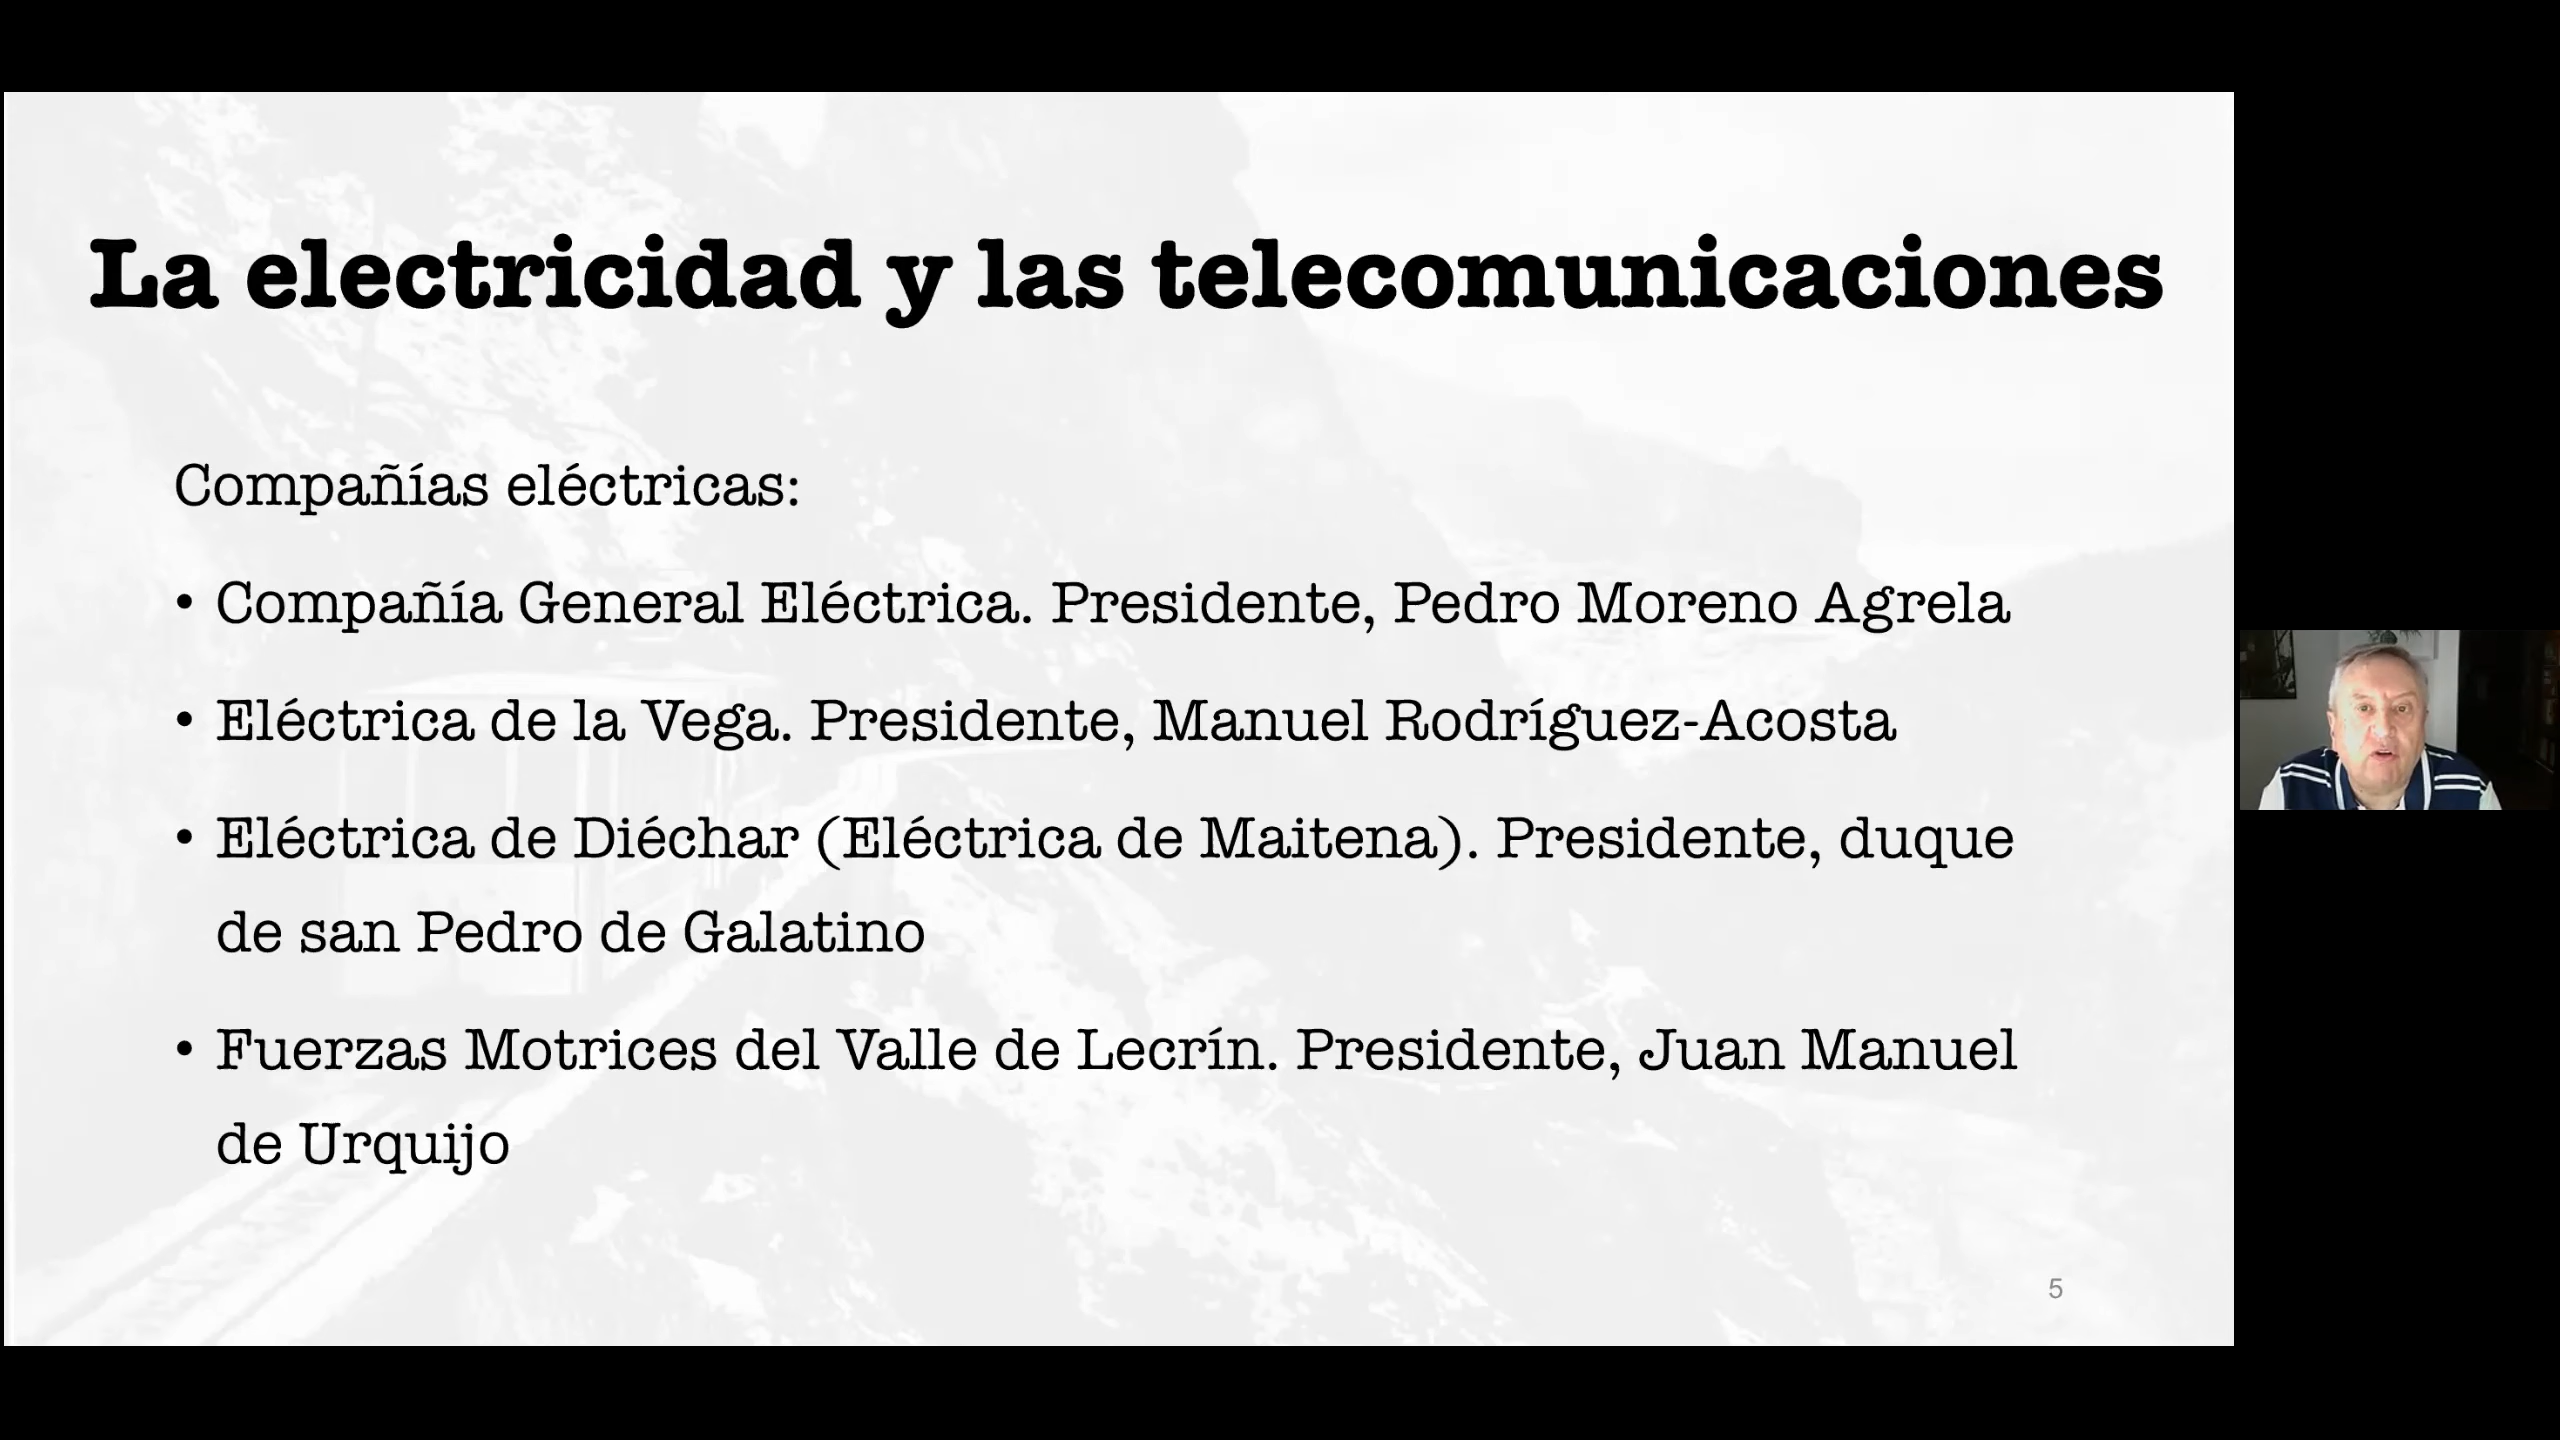 La electricidad y las telecomunicaciones
Compañías eléctricas:
• Compañía General Eléctrica. Presidente, Pedro Moreno Agrela
• Eléctrica de la Vega. Presidente, Manuel Rodríguez-Acosta
• Eléctrica de Diéchar (Eléctrica de Maitena). Presidente, duque
de san Pedro de Galatino
• Fuerzas Motrices del Valle de Lecrín. Presidente, Juan Manuel
de Urquijo
5